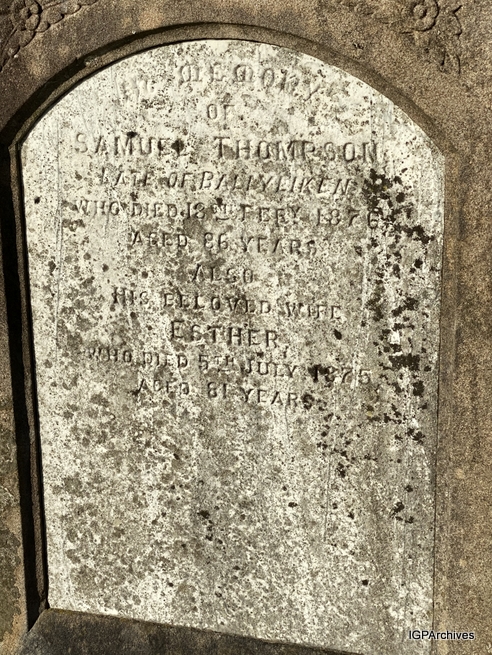 IN MEMORY
OF
SAMUEL THOMPSON
LATE OF BALLYLIKEN
WHO DIED 18TH FEBY. 1876
AGED 86 YEARS
ALSO
HIS BELOVED WIFE
ESTHER,
WHO DIED 5TH JULY 1875
AGED 81 YEARS
IGPArchives